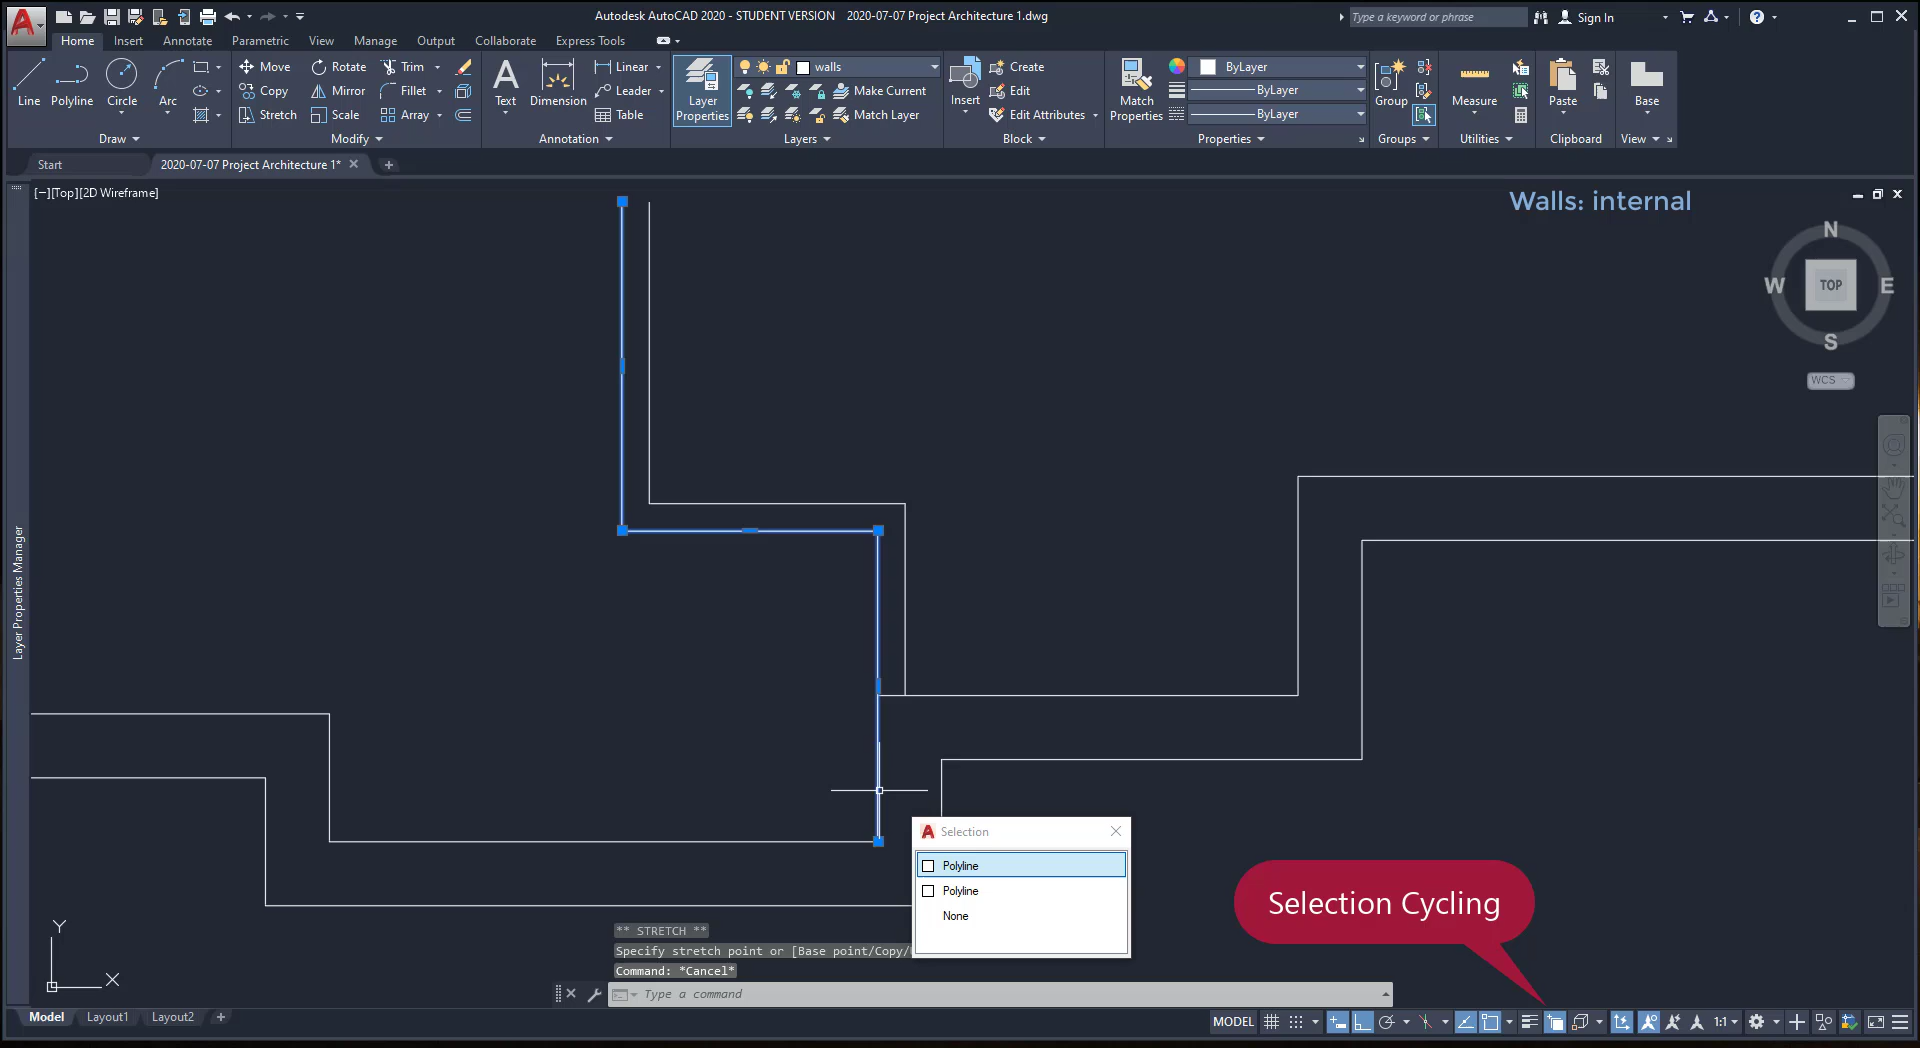 Autodesk AutoCAD 2020 - STUDENT VERSION 2020-07-07 Project Architecture 1.dwg
Type a keyword or phrase
Sign In
Home Insert Annotate Parametric View Manage Output Collaborate Express Tools
Line Polyline Circle Arc
Draw
Move Rotate Trim
Copy Mirror Fillet
Stretch Scale Array
Modify
Text Dimension
Linear
Leader
Table
Annotation
Layer Properties
walls
Make Current
Match Layer
Layers
Insert
Create
Edit
Edit Attributes
Block
Match Properties
ByLayer
ByLayer
ByLayer
Properties
Group
Groups
Measure
Utilities
Paste
Clipboard
Base
View
Start 2020-07-07 Project Architecture 1*
[−][Top][2D Wireframe]
Walls: internal
N
W TOP E
S
WCS
Layer Properties Manager
Selection
Polyline
Polyline
None
Selection Cycling
Y
X
** STRETCH **
Specify stretch point or [Base point/Copy/
Command: *Cancel*
Type a command
Model Layout1 Layout2
MODEL 1:1